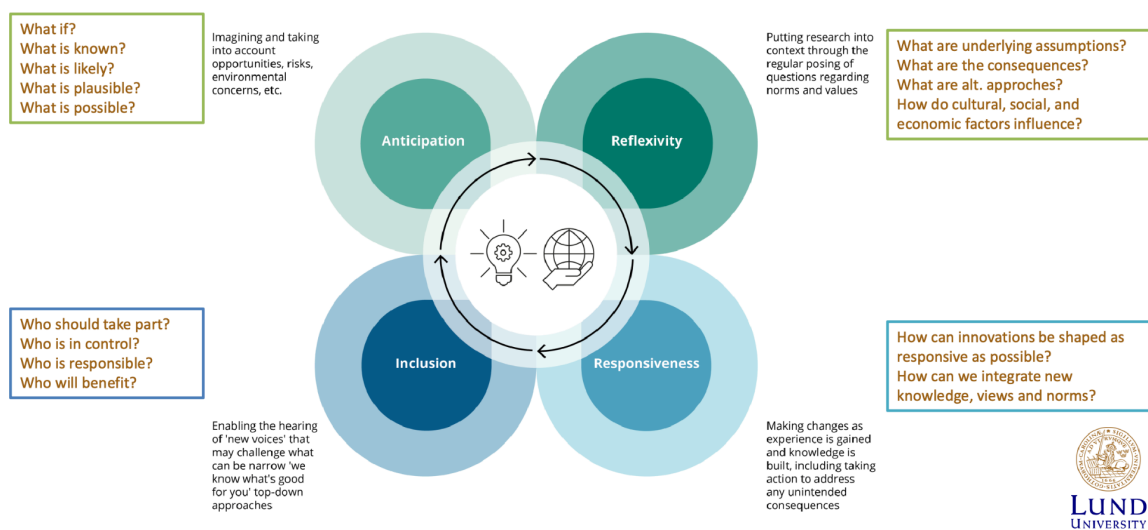 What if?
What is known?
What is likely?
What is plausible?
What is possible?
Imagining and taking
into account
opportunities, risks,
environmental
concerns, etc.
Anticipation
Reflexivity
Putting research into
context through the
regular posing of
questions regarding
norms and values
What are underlying assumptions?
What are the consequences?
What are alt. approches?
How do cultural, social, and
economic factors influence?
Who should take part?
Who is in control?
Who is responsible?
Who will benefit?
Inclusion
Responsiveness
How can innovations be shaped as
responsive as possible?
How can we integrate new
knowledge, views and norms?
Enabling the hearing
of 'new voices' that
may challenge what
can be narrow 'we
know what's good
for you' top-down
approaches
Making changes as
experience is gained
and knowledge is
built, including taking
action to address
any unintended
consequences
LUND
UNIVERSITY